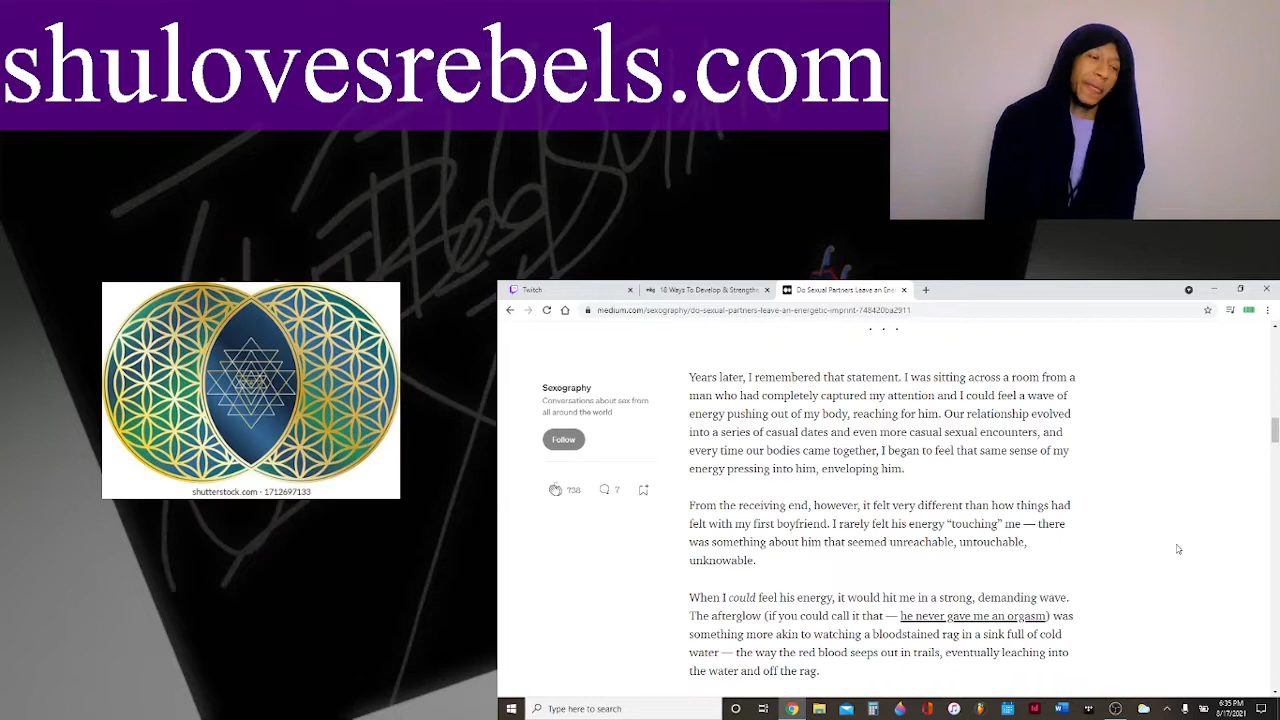 shulovesrebels.com
shutterstock.com · 1712697133
Twitch
18 Ways To Develop & Strengthe
Do Sexual Partners Leave an Ene
medium.com/sexography/do-sexual-partners-leave-an-energetic-imprint-748420ba2911
Sexography
Conversations about sex from
all around the world
Follow
738
7
Years later, I remembered that statement. I was sitting across a room from a
man who had completely captured my attention and I could feel a wave of
energy pushing out of my body, reaching for him. Our relationship evolved
into a series of casual dates and even more casual sexual encounters, and
every time our bodies came together, I began to feel that same sense of my
energy pressing into him, enveloping him.
From the receiving end, however, it felt very different than how things had
felt with my first boyfriend. I rarely felt his energy “touching” me — there
was something about him that seemed unreachable, untouchable,
unknowable.
When I could feel his energy, it would hit me in a strong, demanding wave.
The afterglow (if you could call it that — he never gave me an orgasm) was
something more akin to watching a bloodstained rag in a sink full of cold
water — the way the red blood seeps out in trails, eventually leaching into
the water and off the rag.
Type here to search
6:35 PM
8/17/2021